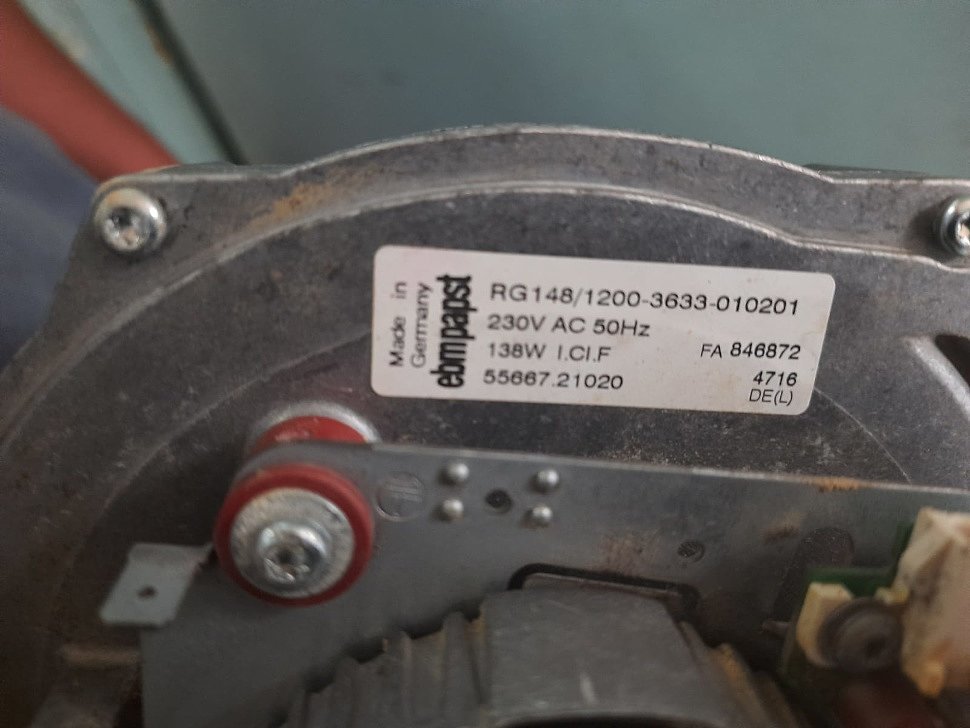 Made in
Germany
ebmpapst
RG148/1200-3633-010201
230V AC 50Hz
138W I.Cl.F
FA 846872
55667.21020
4716
DE(L)